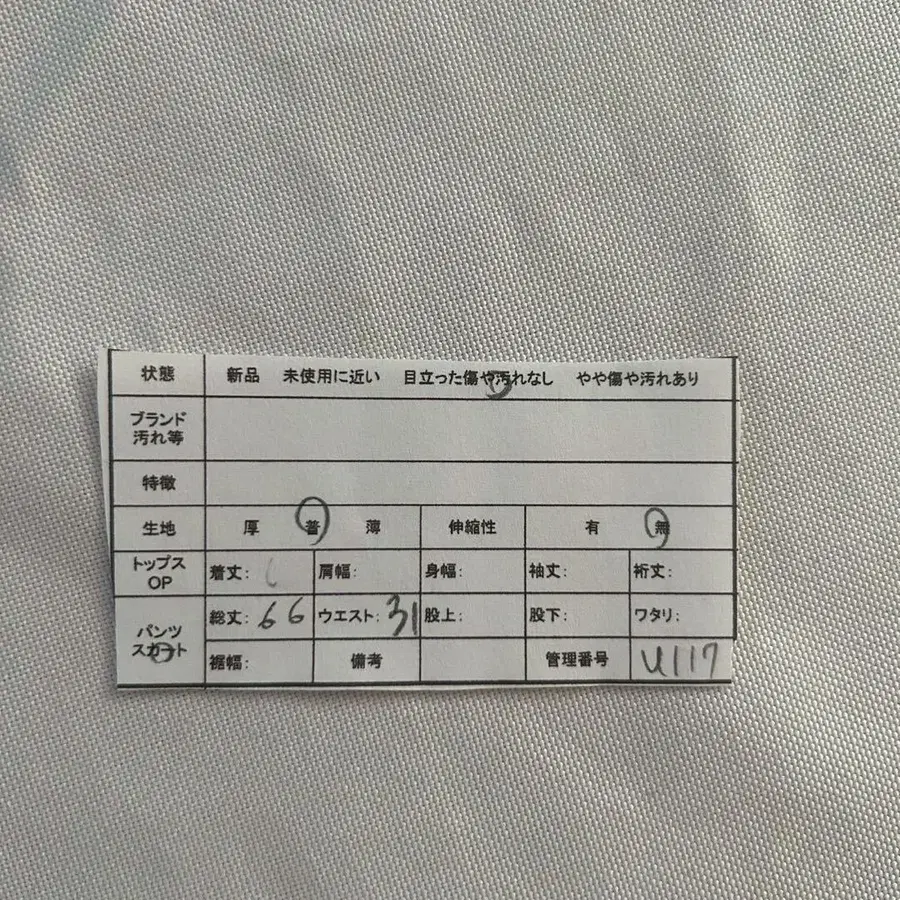 状態 新品 未使用に近い 目立った傷や汚れなし やや傷や汚れあり
ブランド
汚れ等
特徴
生地 厚 普 薄 伸縮性 有 無
トップス
OP
着丈: 肩幅: 身幅: 袖丈: 裄丈:
パンツ
スカート
総丈: 66 ウエスト: 31 股上: 股下: ワタリ:
裾幅: 備考 管理番号 U117